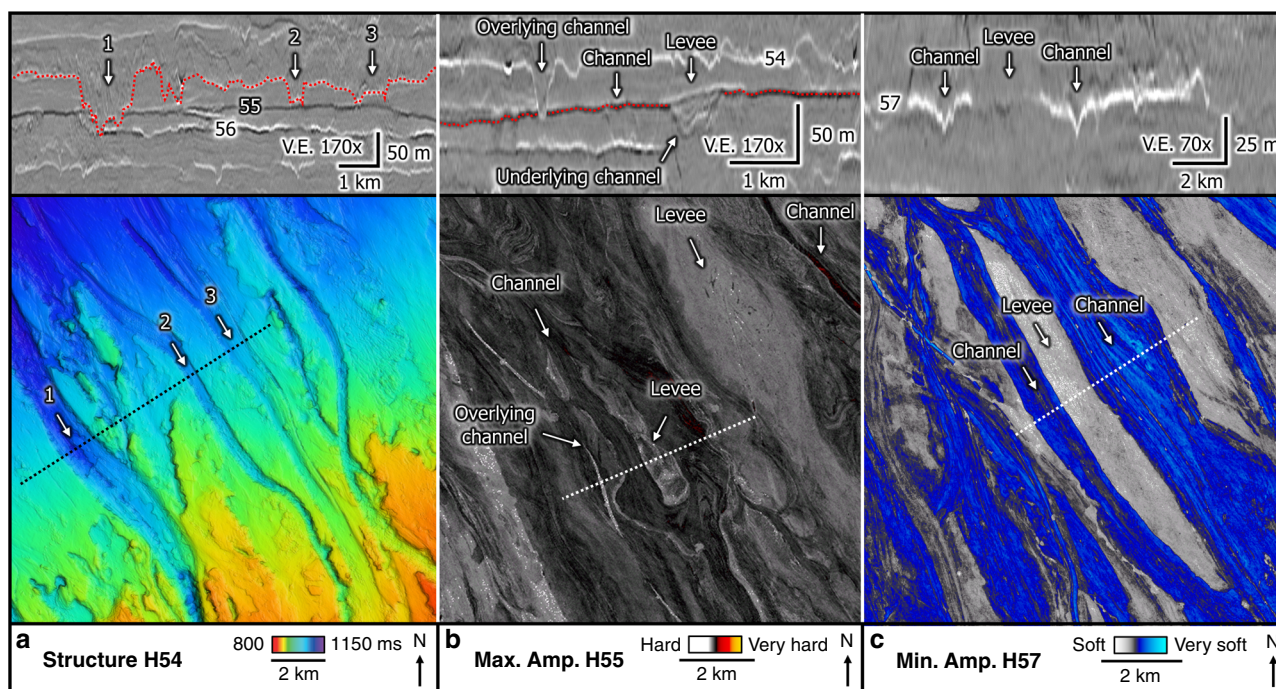 1
2
3
55
56
V.E. 170x
50 m
1 km
Overlying channel
Channel
Levee
54
V.E. 170x
50 m
Underlying channel
1 km
Levee
Channel
Channel
57
V.E. 70x
25 m
2 km
1
2
3
Levee
Channel
Channel
Levee
Overlying
channel
Levee
Channel
Channel
a
Structure H54
800
1150 ms
2 km
N
b
Max. Amp. H55
Hard
Very hard
2 km
N
c
Min. Amp. H57
Soft
Very soft
2 km
N